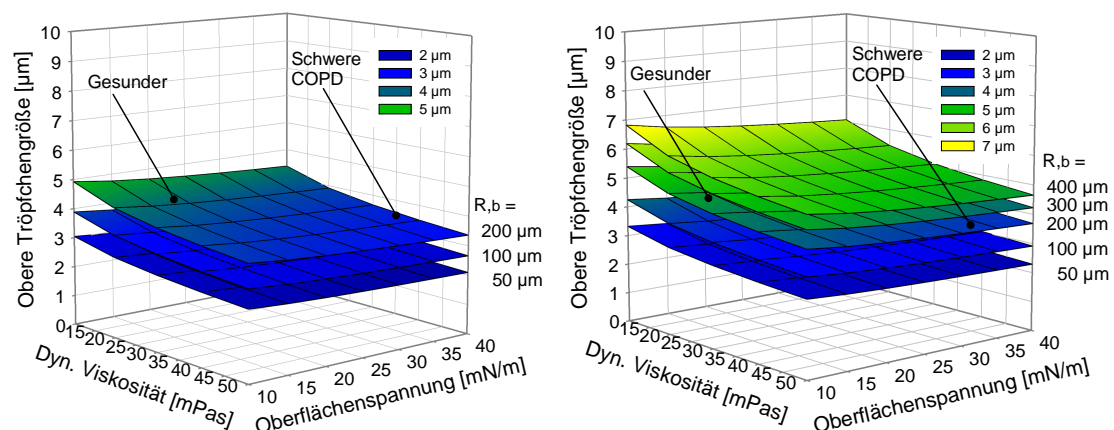 Obere Tröpfchengröße [µm]
10
9
8
7
6
5
4
3
2
1
0
Gesunder
Schwere
COPD
2 µm
3 µm
4 µm
5 µm
R,b =
200 µm
100 µm
50 µm
15 20 25 30 35 40 45 50
Dyn. Viskosität [mPas]
10 15 20 25 30 35 40
Oberflächenspannung [mN/m]
Obere Tröpfchengröße [µm]
10
9
8
7
6
5
4
3
2
1
0
Gesunder
Schwere
COPD
2 µm
3 µm
4 µm
5 µm
6 µm
7 µm
R,b =
400 µm
300 µm
200 µm
100 µm
50 µm
15 20 25 30 35 40 45 50
Dyn. Viskosität [mPas]
10 15 20 25 30 35 40
Oberflächenspannung [mN/m]